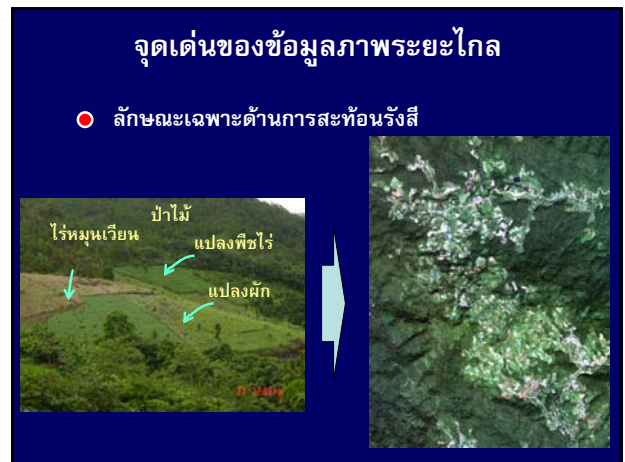 จุดเด่นของข้อมูลภาพระยะไกล
ลักษณะเฉพาะด้านการสะท้อนรังสี
ป่าไม้
ไร่หมุนเวียน
แปลงพืชไร่
แปลงผัก